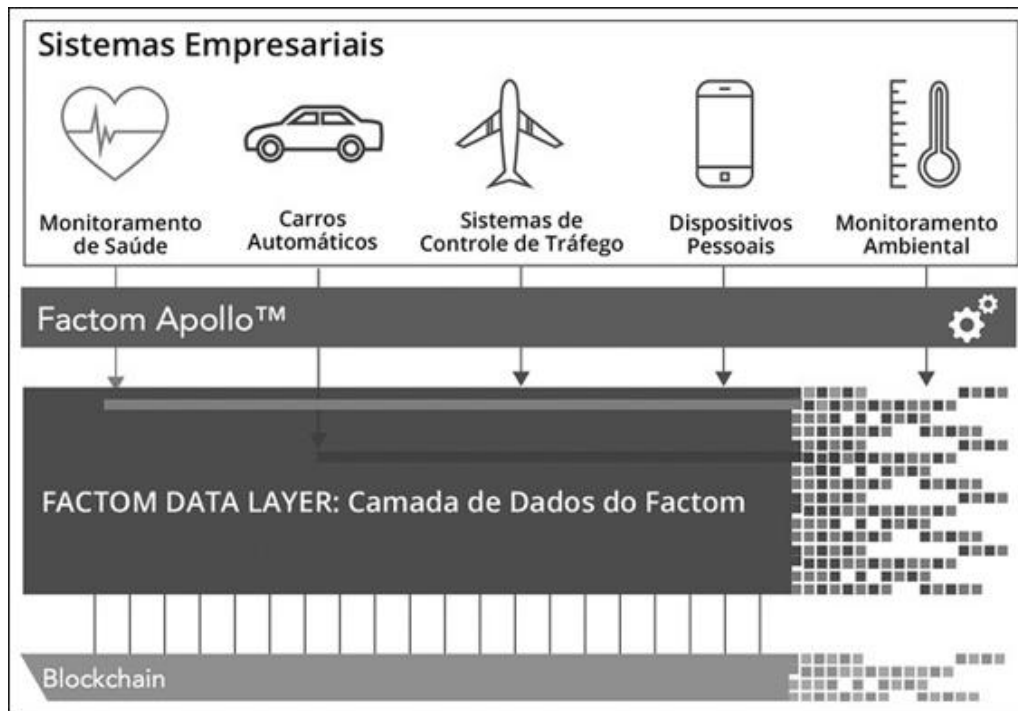 Sistemas Empresariais
Monitoramento
de Saúde
Carros
Automáticos
Sistemas de
Controle de Tráfego
Dispositivos
Pessoais
Monitoramento
Ambiental
Factom Apollo™
FACTOM DATA LAYER: Camada de Dados do Factom
Blockchain